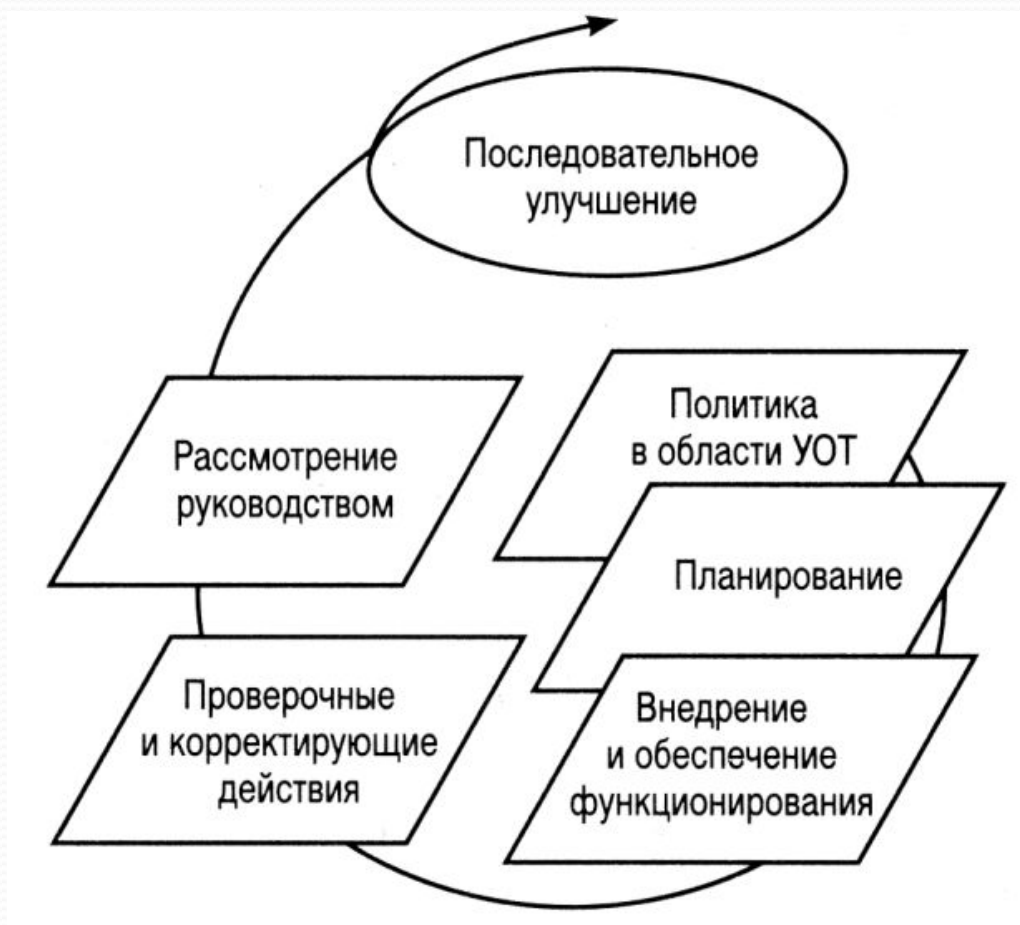 Последовательное
улучшение
Политика
в области УОТ
Рассмотрение
руководством
Планирование
Проверочные
и корректирующие
действия
Внедрение
и обеспечение
функционирования